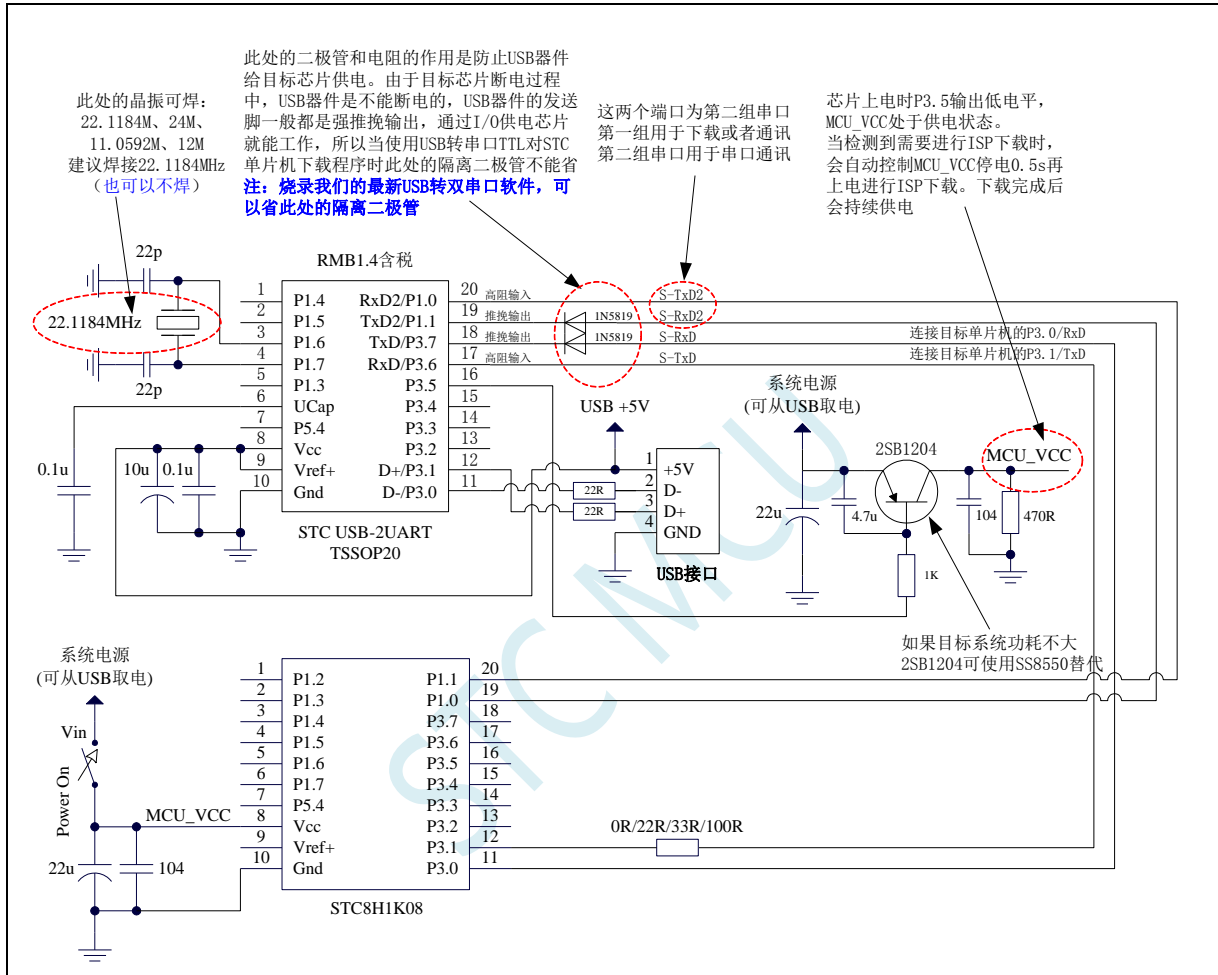 此处的二极管和电阻的作用是防止USB器件
给目标芯片供电。由于目标芯片断电过程
中，USB器件是不能断电的，USB器件的发送
脚一般都是强推挽输出，通过I/O供电芯片
就能工作，所以当使用USB转串口TTL对STC
单片机下载程序时此处的隔离二极管不能省
注：烧录我们的最新USB转双串口软件，可
以省此处的隔离二极管
此处的晶振可焊：
22.1184M、24M、
11.0592M、12M
建议焊接22.1184MHz
（也可以不焊）
这两个端口为第二组串口
第一组用于下载或者通讯
第二组串口用于串口通讯
芯片上电时P3.5输出低电平，
MCU_VCC处于供电状态。
当检测到需要进行ISP下载时，
会自动控制MCU_VCC停电0.5s再
上电进行ISP下载。下载完成后
会持续供电
22p
22.1184MHz
22p
RMB1.4含税
1 P1.4
2 P1.5
3 P1.6
4 P1.7
5 P1.3
6 UCap
7 P5.4
8 Vcc
9 Vref+
10 Gnd
RxD2/P1.0 20
TxD2/P1.1 19
TxD/P3.7 18
RxD/P3.6 17
P3.5 16
P3.4 15
P3.3 14
P3.2 13
D+/P3.1 12
D-/P3.0 11
STC USB-2UART
TSSOP20
高阻输入
推挽输出
推挽输出
高阻输入
1N5819
1N5819
S-TxD2
S-RxD2
S-RxD
S-TxD
连接目标单片机的P3.0/RxD
连接目标单片机的P3.1/TxD
0.1u
10u
0.1u
USB +5V
22R
22R
1 +5V
2 D-
3 D+
4 GND
USB接口
系统电源
(可从USB取电)
2SB1204
MCU_VCC
22u
4.7u
104
470R
1K
如果目标系统功耗不大
2SB1204可使用SS8550替代
STC MCU
系统电源
(可从USB取电)
Vin
Power On
MCU_VCC
22u
104
1 P1.2
2 P1.3
3 P1.4
4 P1.5
5 P1.6
6 P1.7
7 P5.4
8 Vcc
9 Vref+
10 Gnd
P1.1 20
P1.0 19
P3.7 18
P3.6 17
P3.5 16
P3.4 15
P3.3 14
P3.2 13
P3.1 12
P3.0 11
STC8H1K08
0R/22R/33R/100R